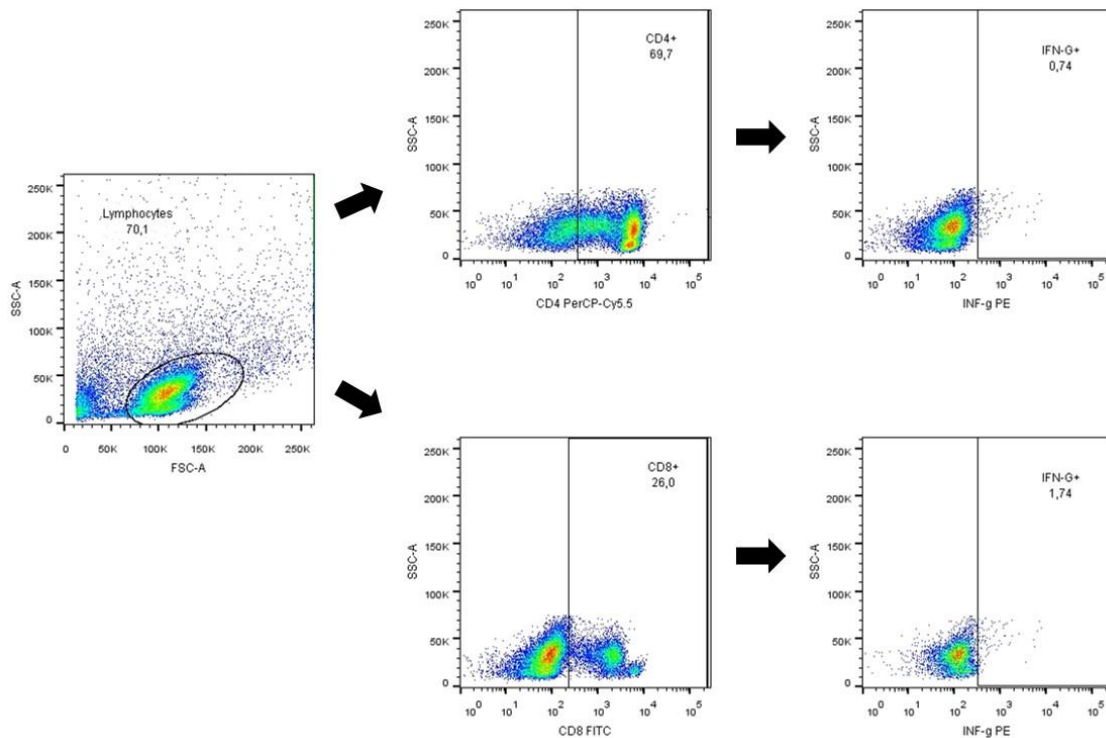 250K
200K
150K
100K
50K
0
SSC-A
Lymphocytes
70,1
0 50K 100K 150K 200K 250K
FSC-A
250K
200K
150K
100K
50K
0
SSC-A
CD4+
69,7
10^0 10^1 10^2 10^3 10^4 10^5
CD4 PerCP-Cy5.5
250K
200K
150K
100K
50K
0
SSC-A
IFN-G+
0,74
10^0 10^1 10^2 10^3 10^4 10^5
INF-g PE
250K
200K
150K
100K
50K
0
SSC-A
CD8+
26,0
10^0 10^1 10^2 10^3 10^4 10^5
CD8 FITC
250K
200K
150K
100K
50K
0
SSC-A
IFN-G+
1,74
10^0 10^1 10^2 10^3 10^4 10^5
INF-g PE